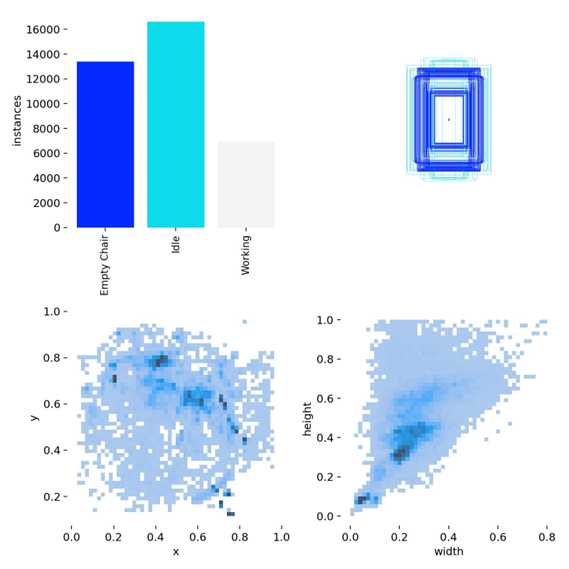 16000
14000
12000
10000
8000
6000
4000
2000
0
instances
Empty Chair
Idle
Working
1.0
0.8
0.6
0.4
0.2
y
0.0 0.2 0.4 0.6 0.8 1.0
x
1.0
0.8
0.6
0.4
0.2
0.0
height
0.0 0.2 0.4 0.6 0.8
width